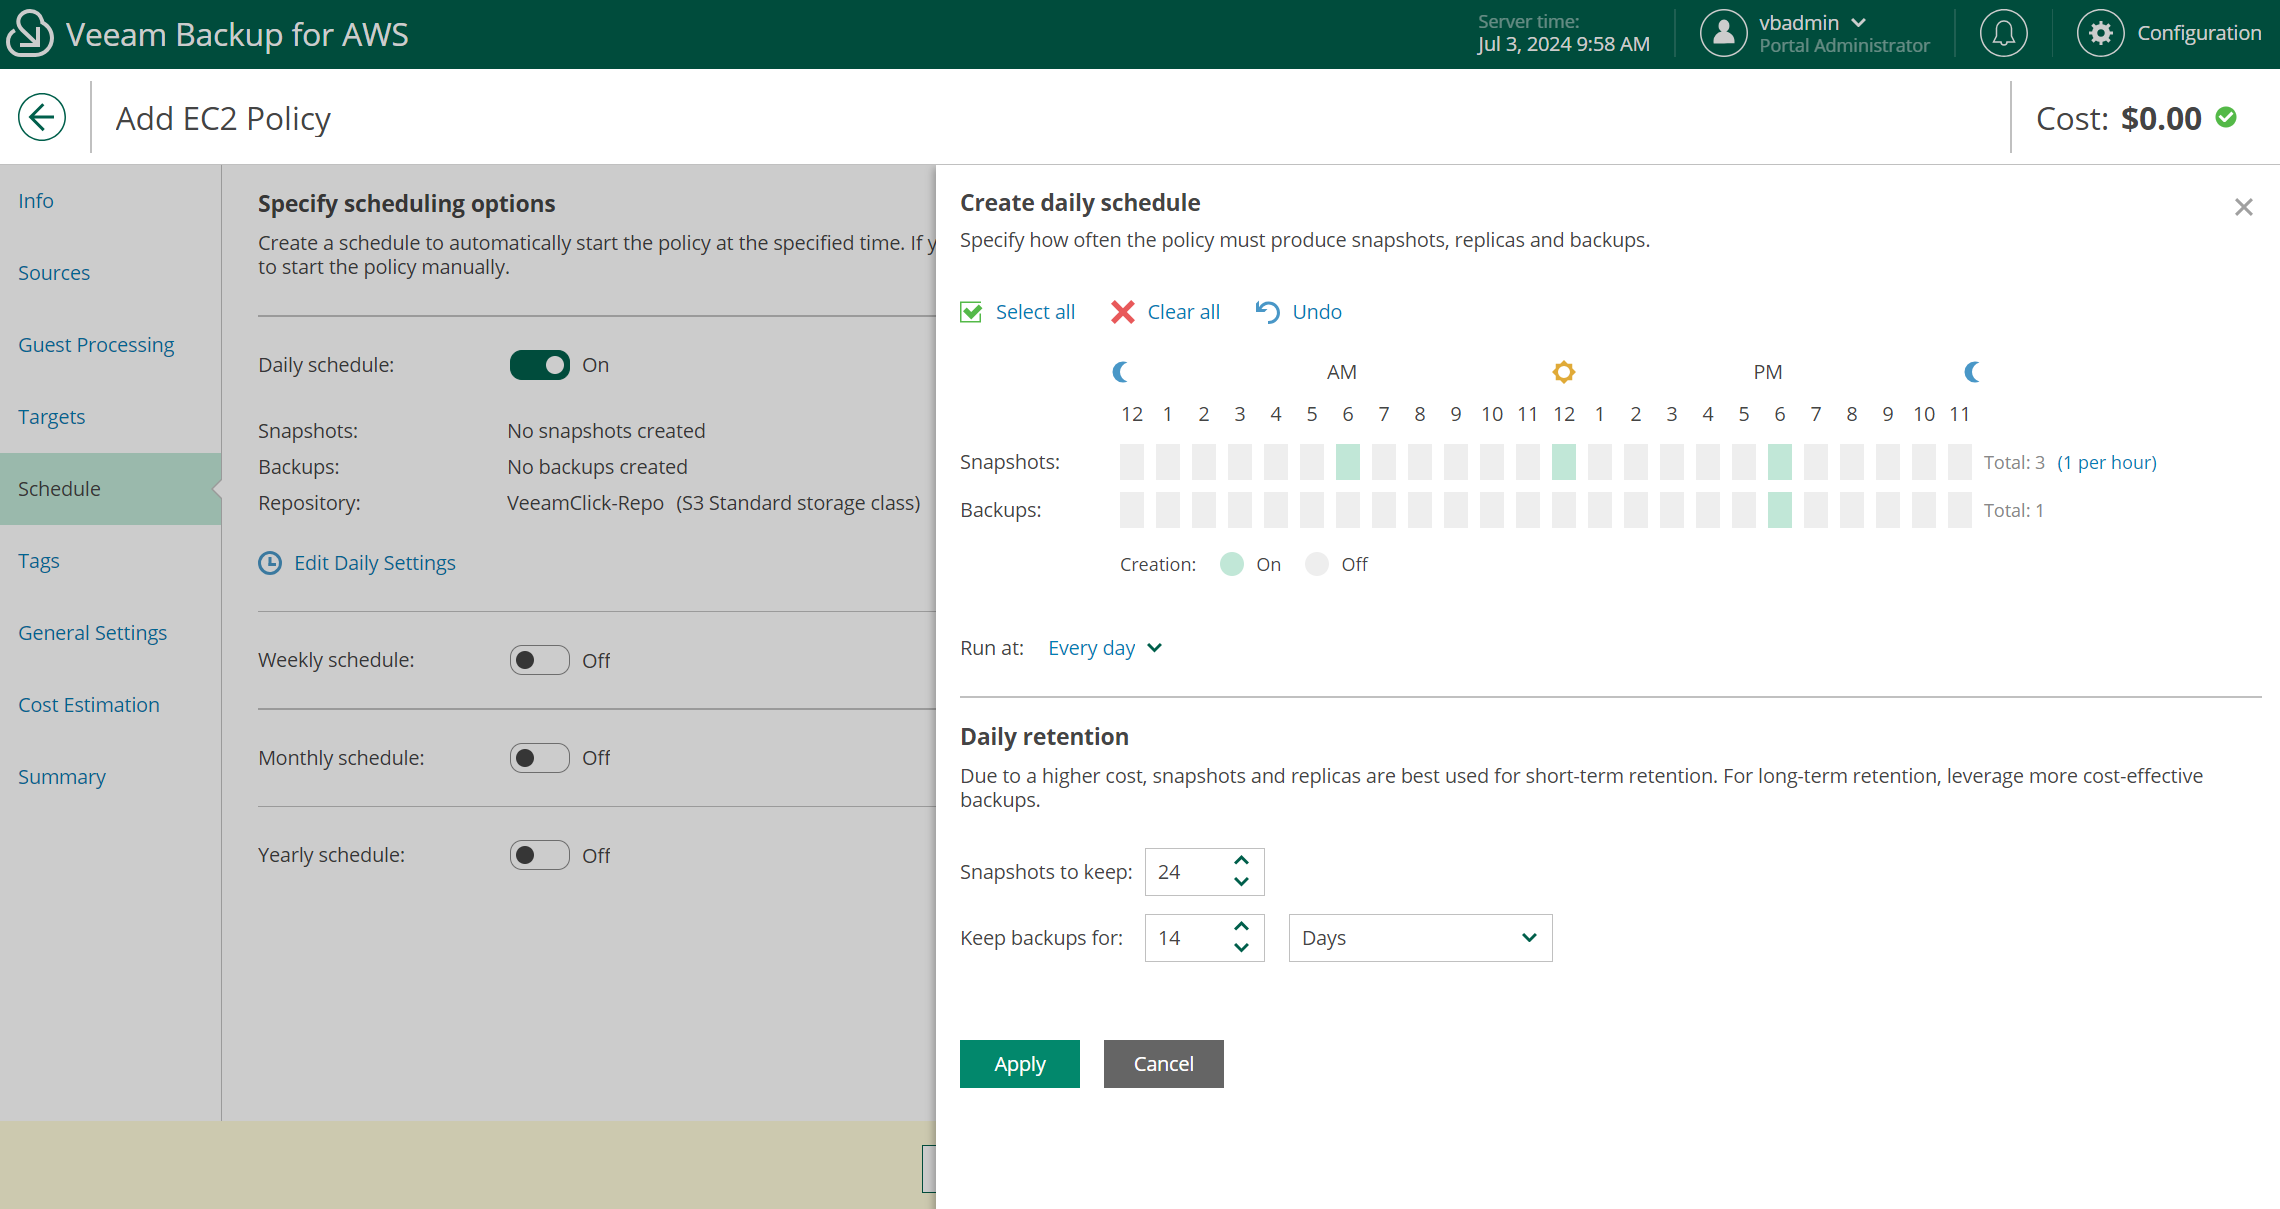 Veeam Backup for AWS
Server time:
Jul 3, 2024 9:58 AM
vbadmin
Portal Administrator
Configuration
Add EC2 Policy
Cost: $0.00
Info
Sources
Guest Processing
Targets
Schedule
Tags
General Settings
Cost Estimation
Summary
Specify scheduling options
Create a schedule to automatically start the policy at the specified time. If y
to start the policy manually.
Daily schedule: On
Snapshots: No snapshots created
Backups: No backups created
Repository: VeeamClick-Repo (S3 Standard storage class)
Edit Daily Settings
Weekly schedule: Off
Monthly schedule: Off
Yearly schedule: Off
Create daily schedule
Specify how often the policy must produce snapshots, replicas and backups.
Select all Clear all Undo
AM PM
12 1 2 3 4 5 6 7 8 9 10 11 12 1 2 3 4 5 6 7 8 9 10 11
Snapshots: Total: 3 (1 per hour)
Backups: Total: 1
Creation: On Off
Run at: Every day
Daily retention
Due to a higher cost, snapshots and replicas are best used for short-term retention. For long-term retention, leverage more cost-effective
backups.
Snapshots to keep: 24
Keep backups for: 14 Days
Apply Cancel